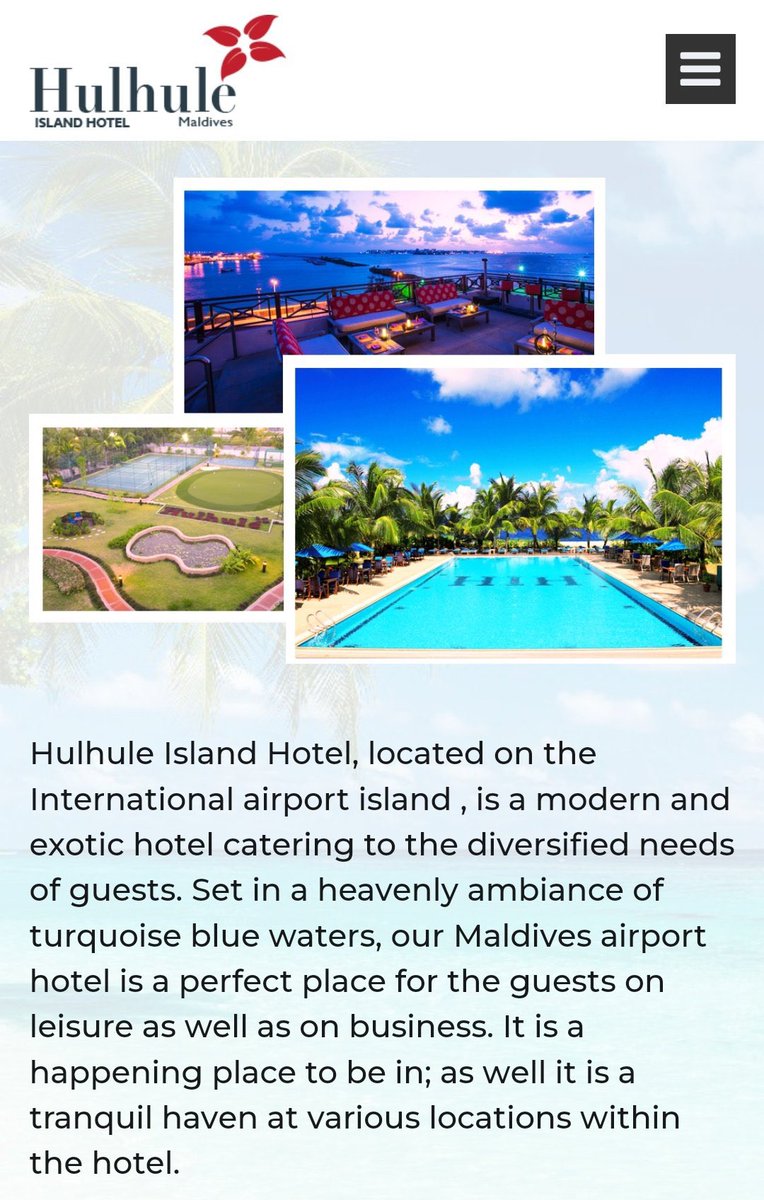 Hulhule
ISLAND HOTEL Maldives
HIH
Hulhule Island Hotel, located on the
International airport island , is a modern and
exotic hotel catering to the diversified needs
of guests. Set in a heavenly ambiance of
turquoise blue waters, our Maldives airport
hotel is a perfect place for the guests on
leisure as well as on business. It is a
happening place to be in; as well it is a
tranquil haven at various locations within
the hotel.